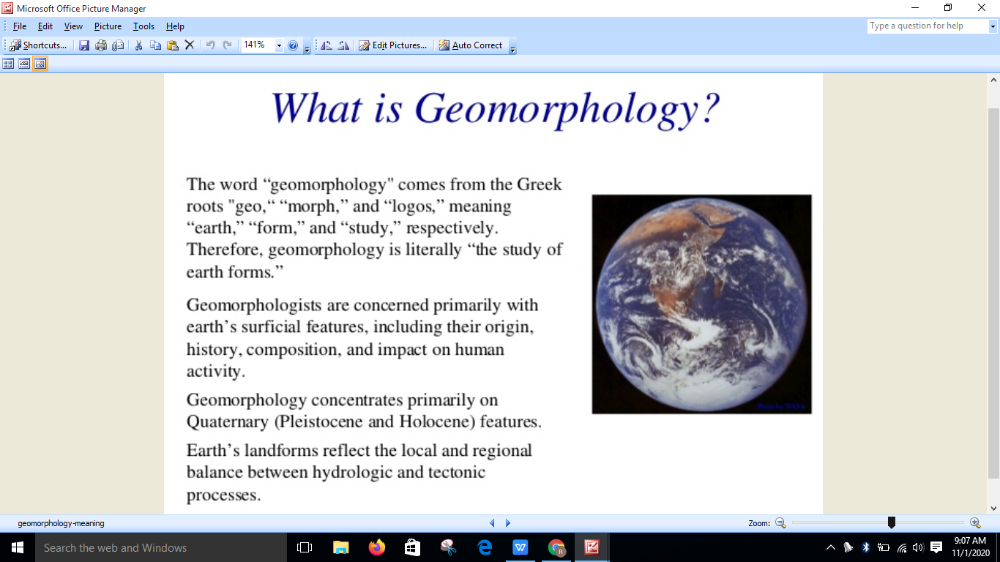 Microsoft Office Picture Manager
File Edit View Picture Tools Help
Type a question for help
Shortcuts... 141% Edit Pictures... Auto Correct
What is Geomorphology?
The word “geomorphology" comes from the Greek
roots "geo,“ “morph,” and “logos,” meaning
“earth,” “form,” and “study,” respectively.
Therefore, geomorphology is literally “the study of
earth forms.”
Geomorphologists are concerned primarily with
earth’s surficial features, including their origin,
history, composition, and impact on human
activity.
Geomorphology concentrates primarily on
Quaternary (Pleistocene and Holocene) features.
Earth’s landforms reflect the local and regional
balance between hydrologic and tectonic
processes.
NASA
geomorphology-meaning
Zoom:
Search the web and Windows
9:07 AM
11/1/2020